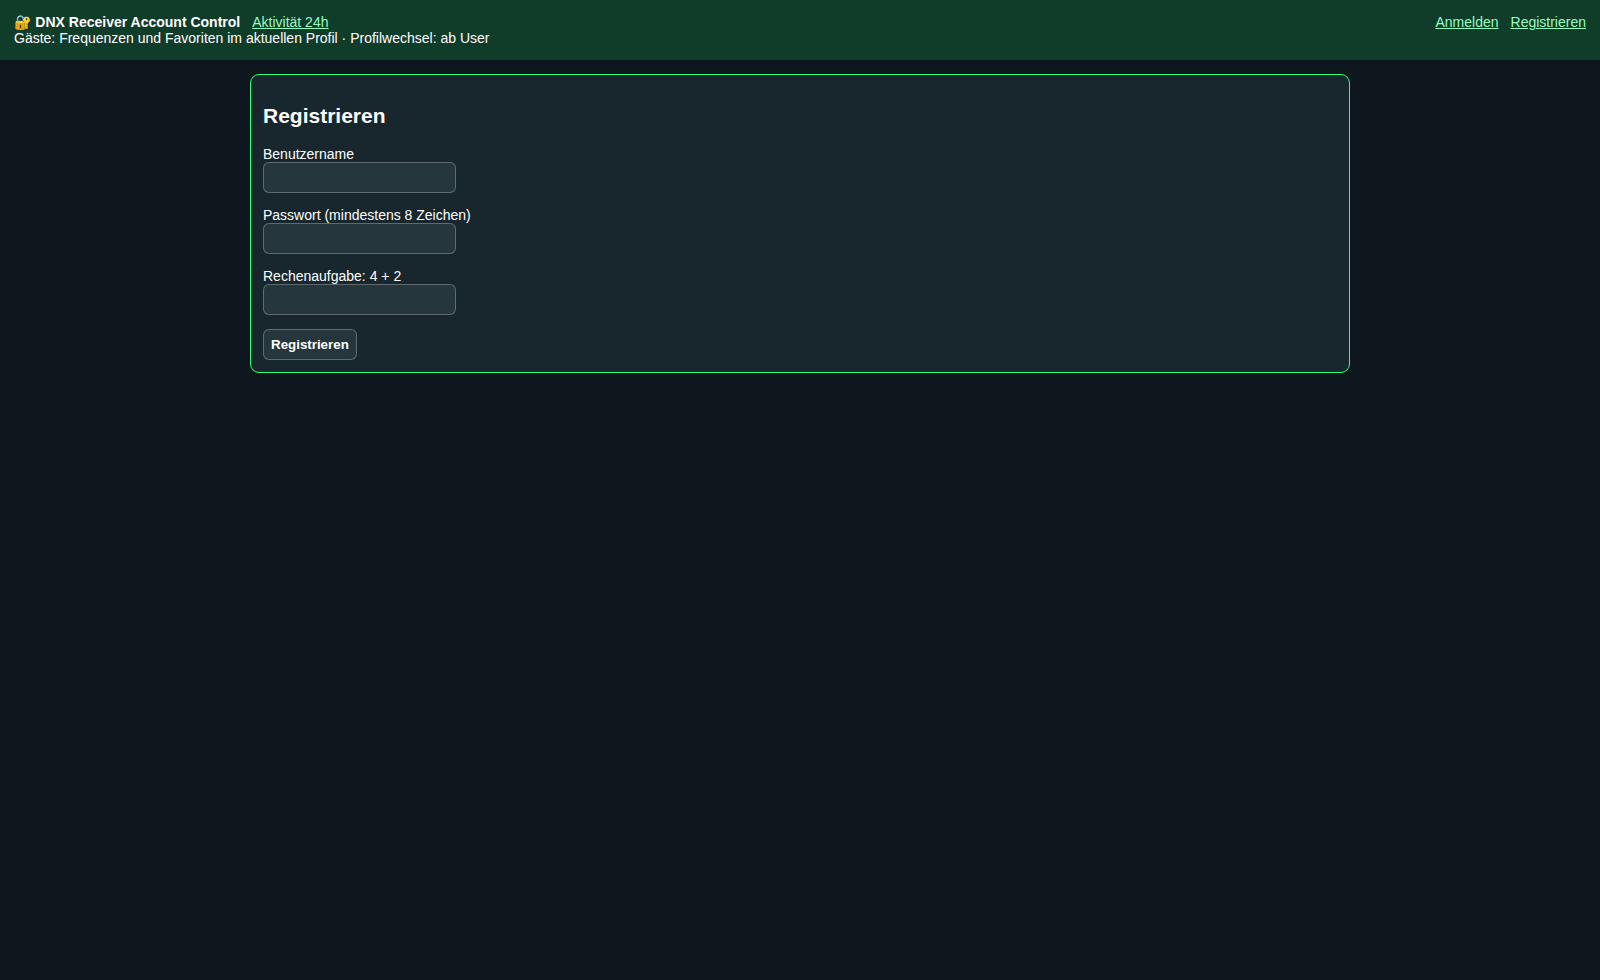 🔐 DNX Receiver Account Control Aktivität 24h Anmelden Registrieren
Gäste: Frequenzen und Favoriten im aktuellen Profil · Profilwechsel: ab User
Registrieren
Benutzername
Passwort (mindestens 8 Zeichen)
Rechenaufgabe: 4 + 2
Registrieren